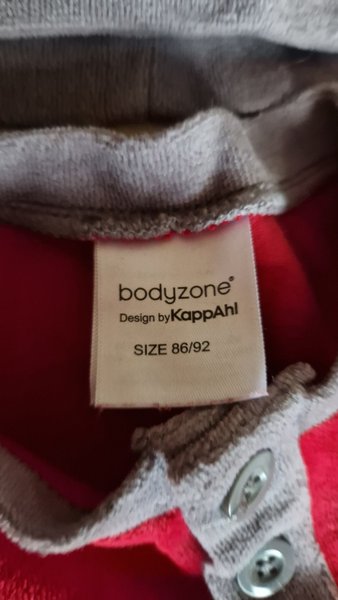 bodyzone®
Design by KappAhl
SIZE 86/92